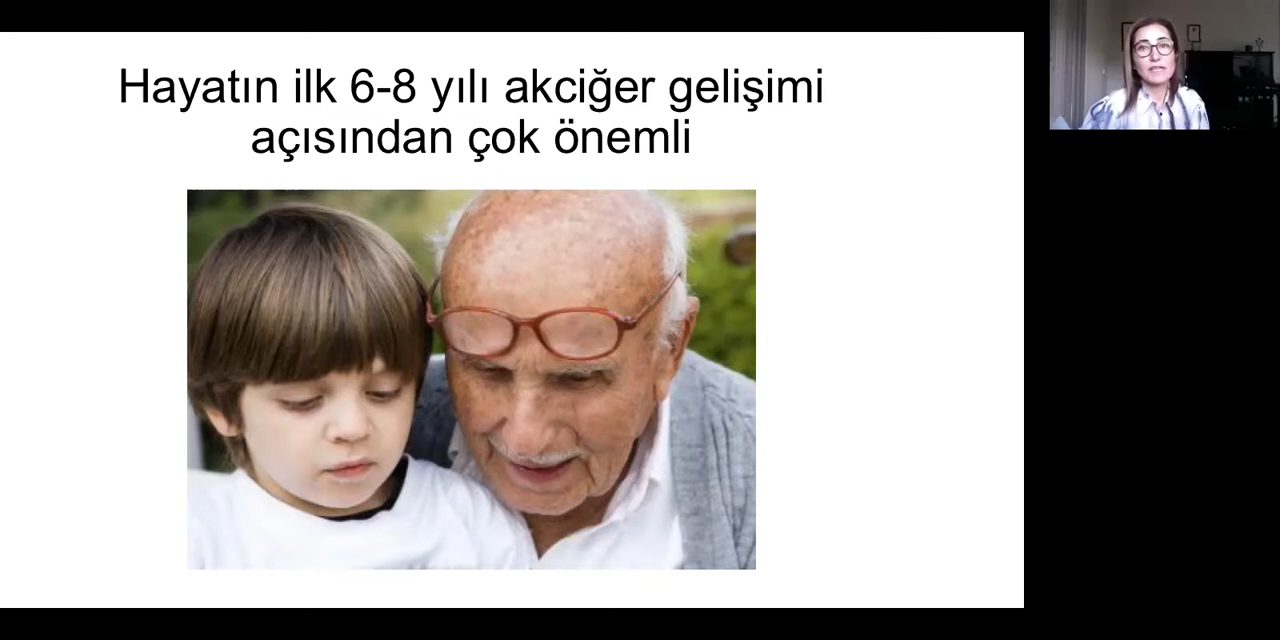 Hayatın ilk 6-8 yılı akciğer gelişimi
açısından çok önemli